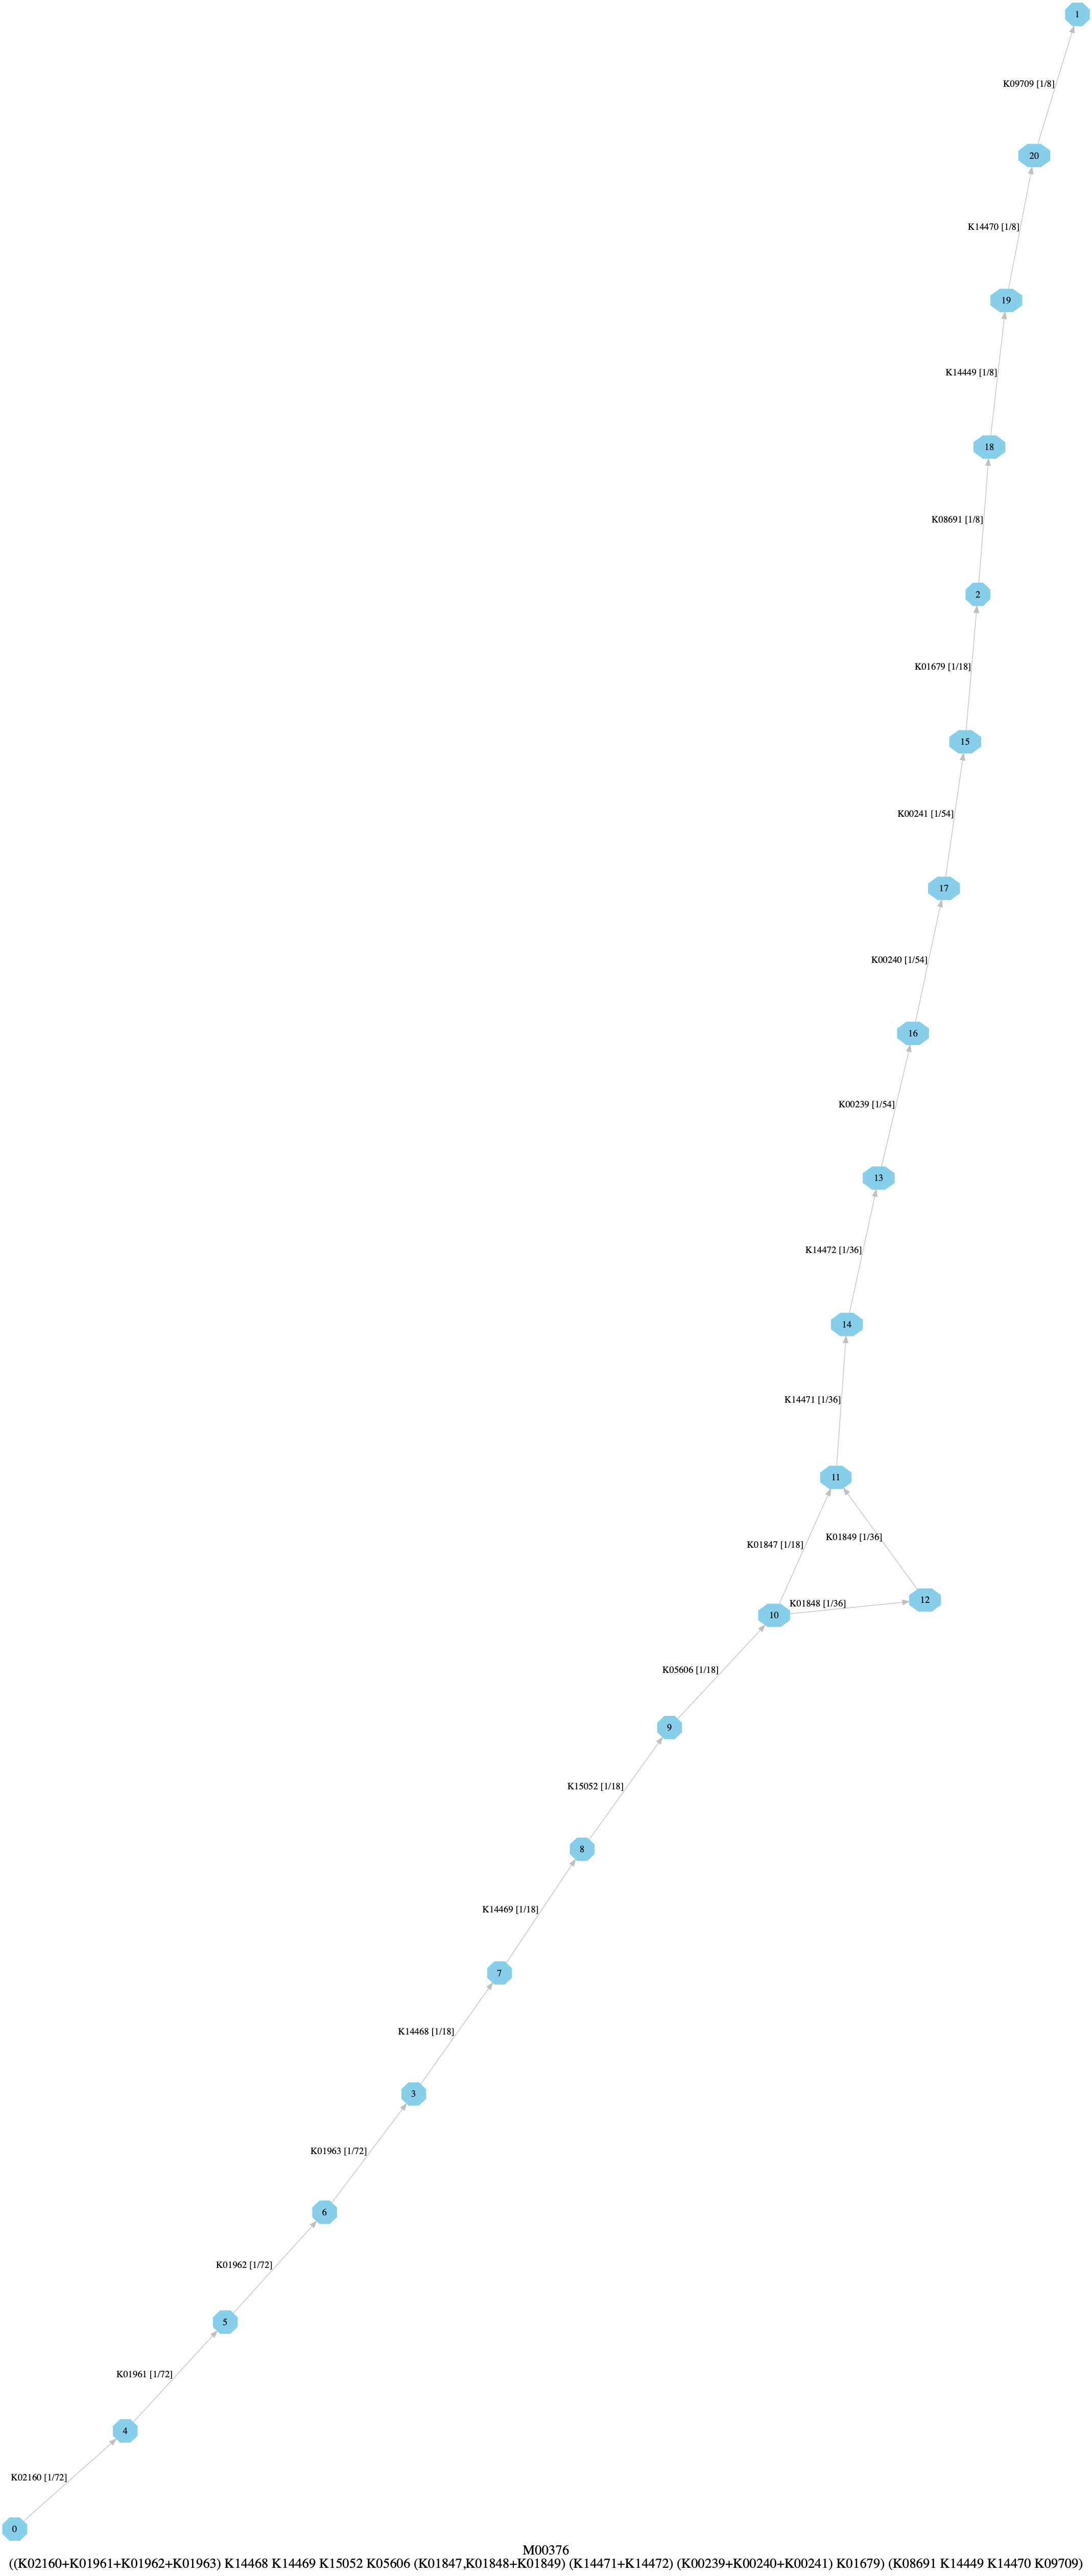 1
K09709 [1/8]
20
K14470 [1/8]
19
K14449 [1/8]
18
K08691 [1/8]
2
K01679 [1/18]
15
K00241 [1/54]
17
K00240 [1/54]
16
K00239 [1/54]
13
K14472 [1/36]
14
K14471 [1/36]
11
K01849 [1/36]
K01847 [1/18]
12
K01848 [1/36]
10
K05606 [1/18]
9
K15052 [1/18]
8
K14469 [1/18]
7
K14468 [1/18]
3
K01963 [1/72]
6
K01962 [1/72]
5
K01961 [1/72]
4
K02160 [1/72]
0
M00376
((K02160+K01961+K01962+K01963) K14468 K14469 K15052 K05606 (K01847,K01848+K01849) (K14471+K14472) (K00239+K00240+K00241) K01679) (K08691 K14449 K14470 K09709)